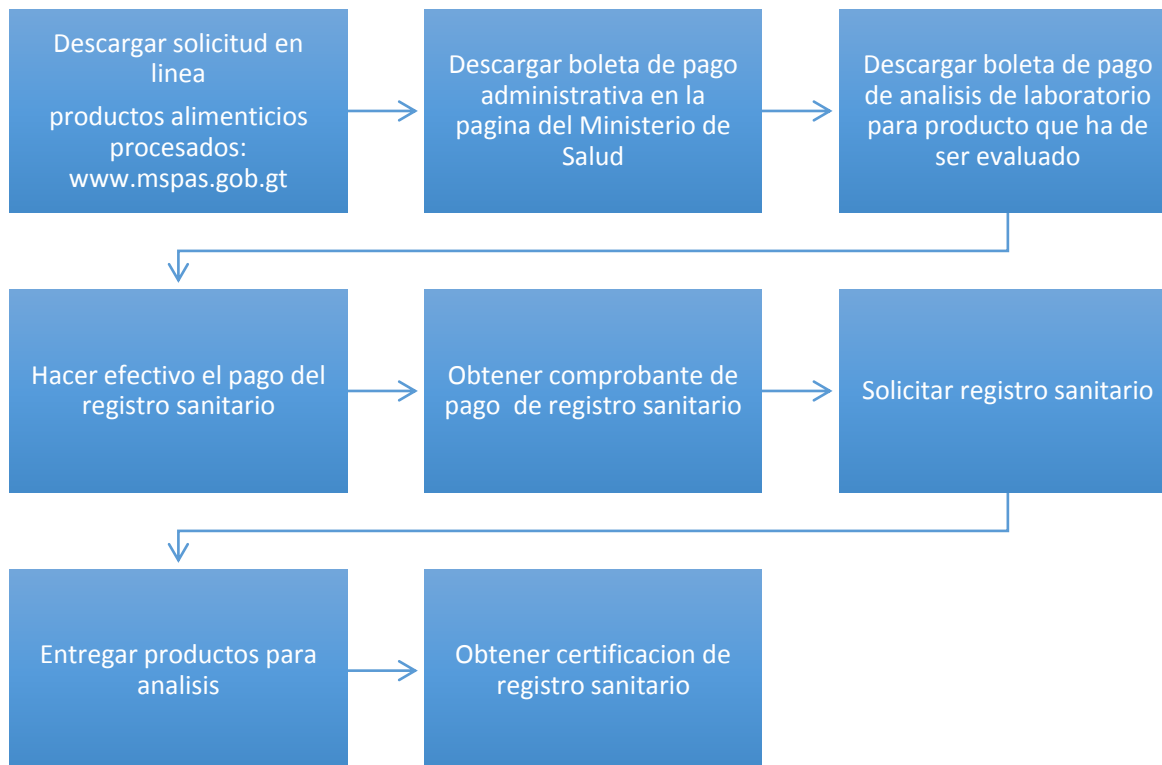 Descargar solicitud en
linea
productos alimenticios
procesados:
www.mspas.gob.gt
Descargar boleta de pago
administrativa en la
pagina del Ministerio de
Salud
Descargar boleta de pago
de analisis de laboratorio
para producto que ha de
ser evaluado
Hacer efectivo el pago del
registro sanitario
Obtener comprobante de
pago  de registro sanitario
Solicitar registro sanitario
Entregar productos para
analisis
Obtener certificacion de
registro sanitario